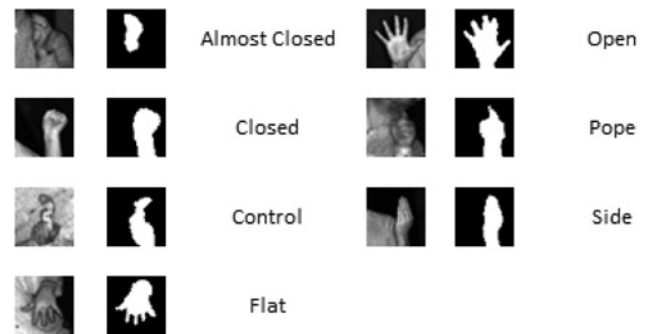 Almost Closed
Open
Closed
Pope
Control
Side
Flat